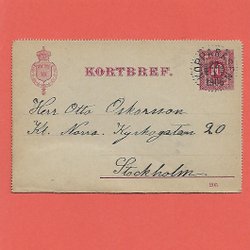 KORTBREF.
Herr Otto Oskarsson
Kl. Norra Kyrkogatan 20
Stockholm